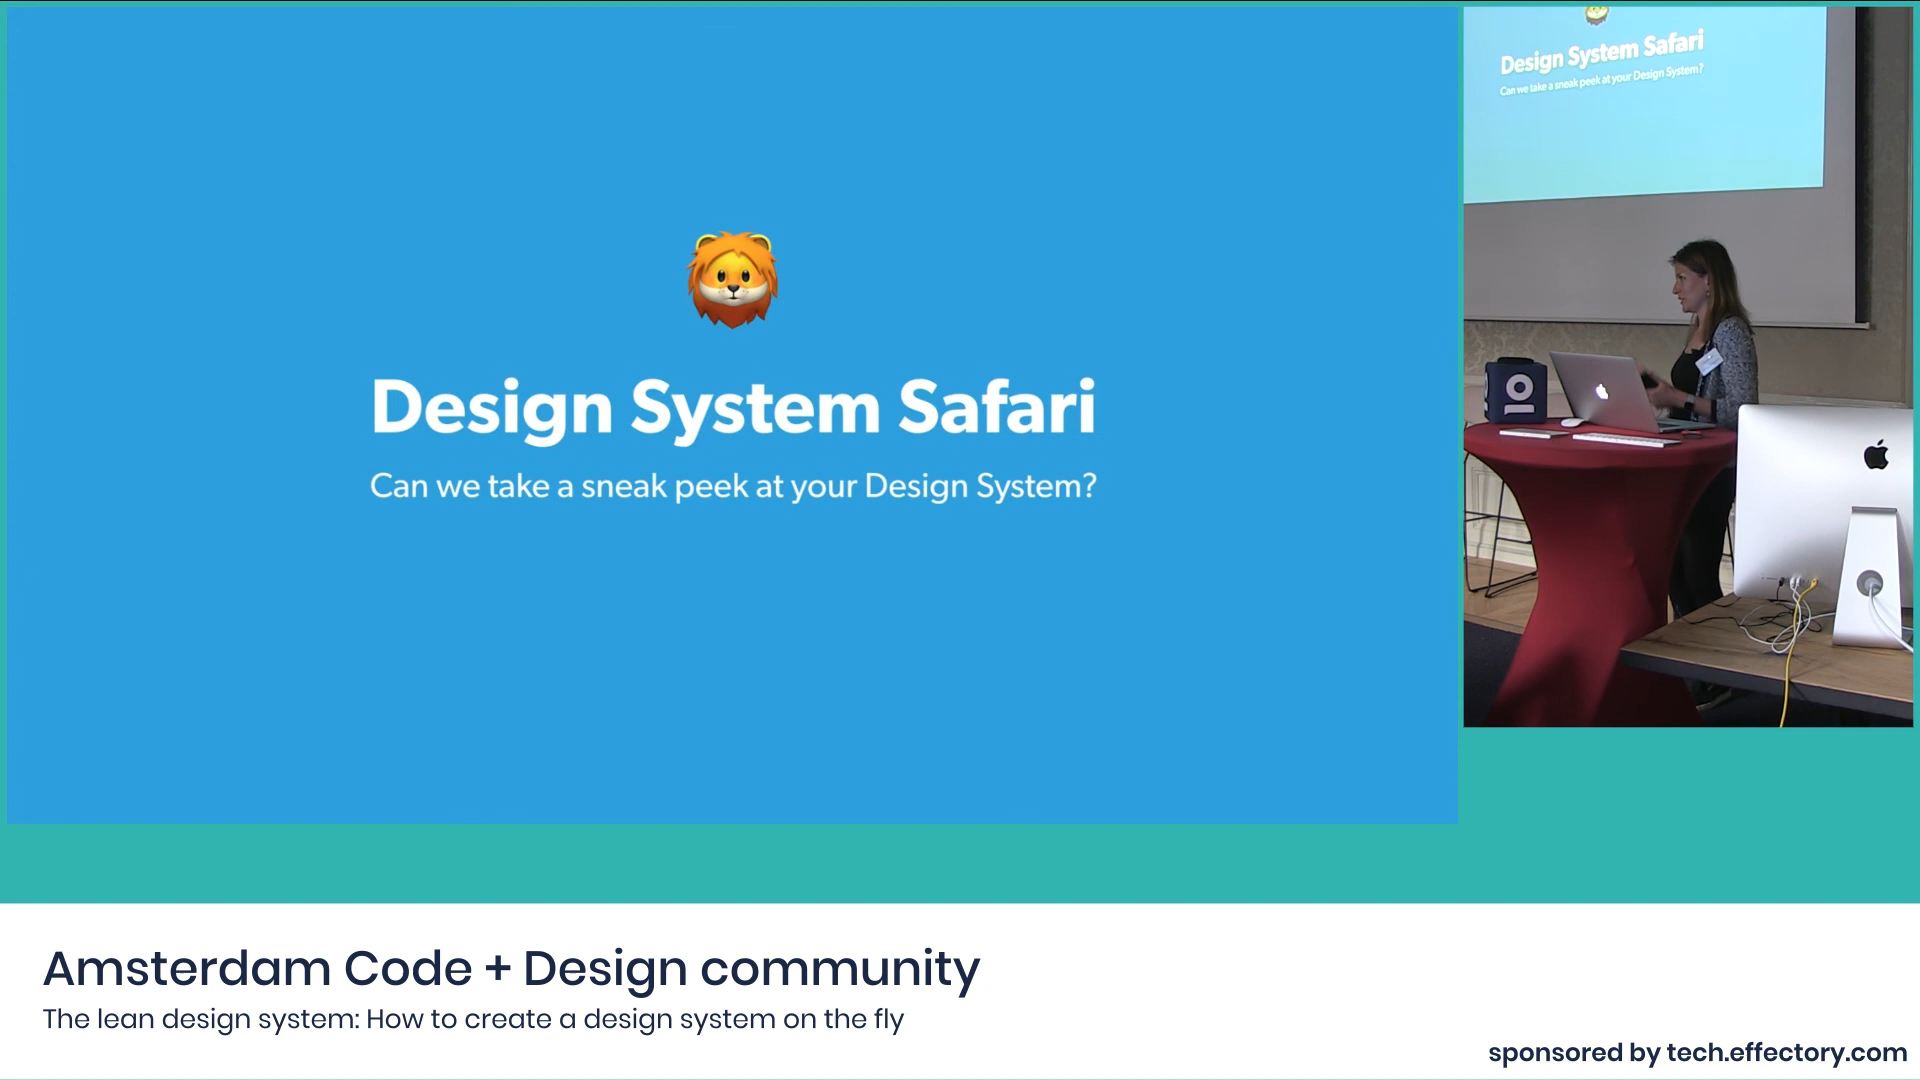 Design System Safari
Can we take a sneak peek at your Design System?
Design System Safari
Can we take a sneak peek at your Design System?
Amsterdam Code + Design community
The lean design system: How to create a design system on the fly
sponsored by tech.effectory.com